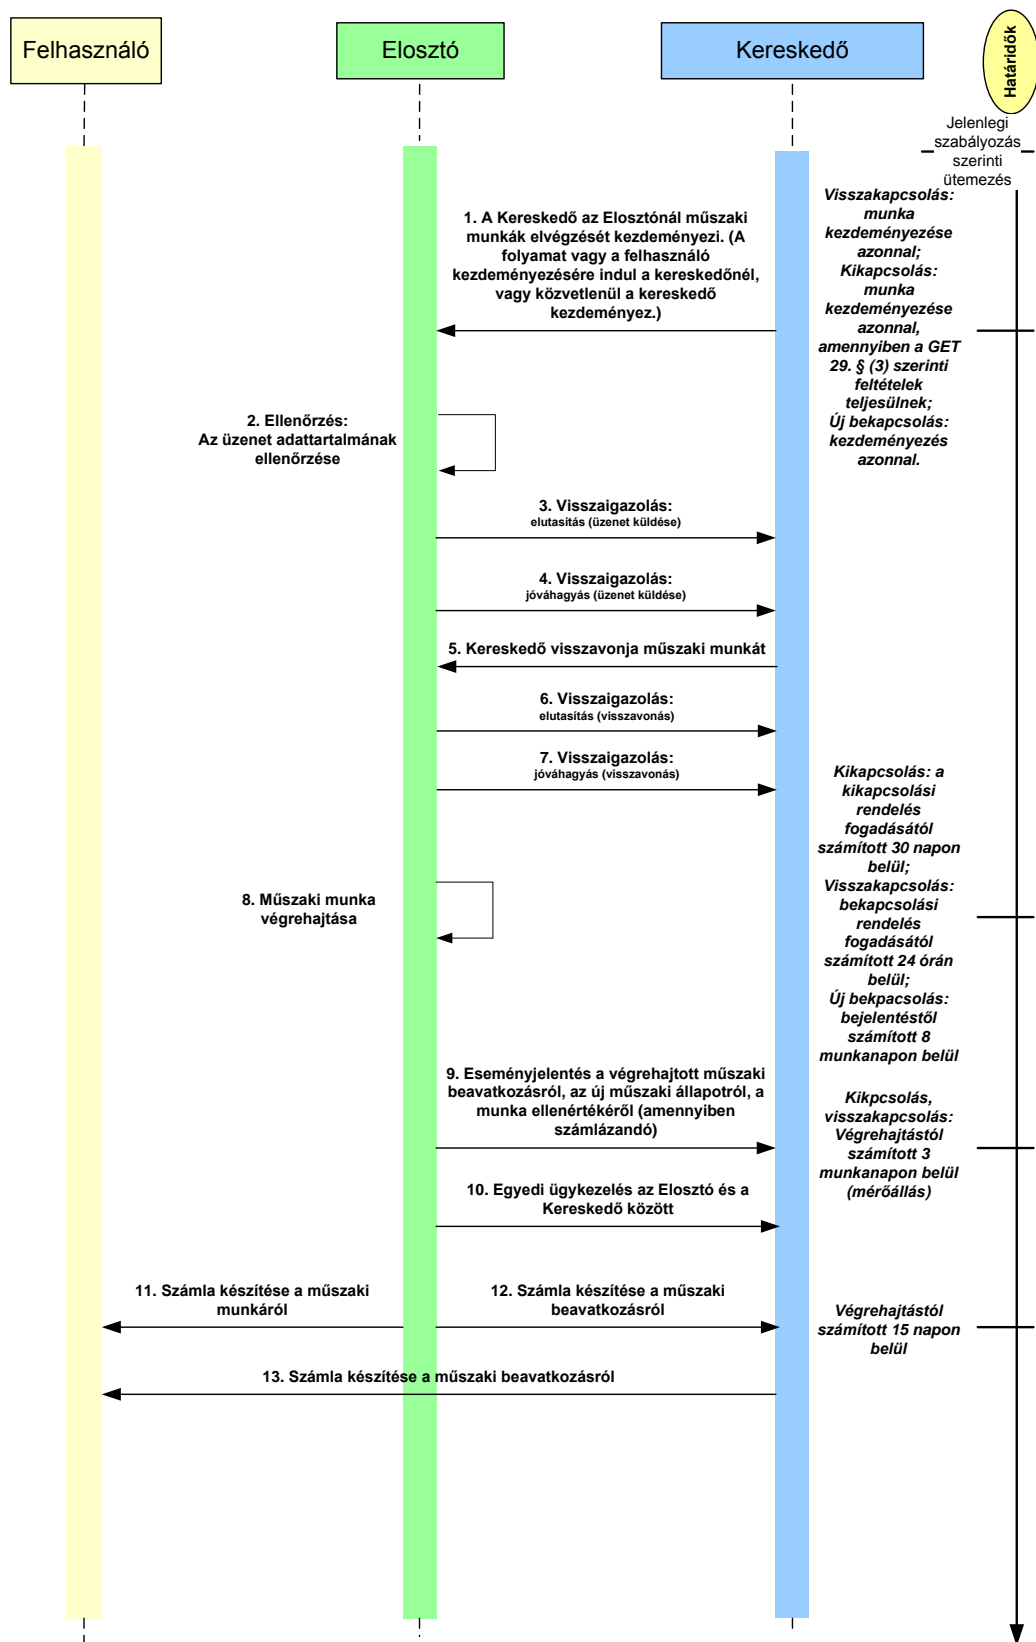 Felhasználó
Elosztó
Kereskedő
Határidők
Jelenlegi
szabályozás
szerinti
ütemezés
1. A Kereskedő az Elosztónál műszaki
munkák elvégzését kezdeményezi. (A
folyamat vagy a felhasználó
kezdeményezésére indul a kereskedőnél,
vagy közvetlenül a kereskedő
kezdeményez.)
Visszakapcsolás:
munka
kezdeményezése
azonnal;
Kikapcsolás:
munka
kezdeményezése
azonnal,
amennyiben a GET
29. § (3) szerinti
feltételek
teljesülnek;
Új bekapcsolás:
kezdeményezés
azonnal.
2. Ellenőrzés:
Az üzenet adattartalmának
ellenőrzése
3. Visszaigazolás:
elutasítás (üzenet küldése)
4. Visszaigazolás:
jóváhagyás (üzenet küldése)
5. Kereskedő visszavonja műszaki munkát
6. Visszaigazolás:
elutasítás (visszavonás)
7. Visszaigazolás:
jóváhagyás (visszavonás)
8. Műszaki munka
végrehajtása
Kikapcsolás: a
kikapcsolási
rendelés
fogadásától
számított 30 napon
belül;
Visszakapcsolás:
bekapcsolási
rendelés
fogadásától
számított 24 órán
belül;
Új bekpacsolás:
bejelentéstől
számított 8
munkanapon belül
9. Eseményjelentés a végrehajtott műszaki
beavatkozásról, az új műszaki állapotról, a
munka ellenértékéről (amennyiben
számlázandó)
Kikpcsolás,
visszakapcsolás:
Végrehajtástól
számított 3
munkanapon belül
(mérőállás)
10. Egyedi ügykezelés az Elosztó és a
Kereskedő között
11. Számla készítése a műszaki
munkáról
12. Számla készítése a műszaki
beavatkozásról
Végrehajtástól
számított 15 napon
belül
13. Számla készítése a műszaki beavatkozásról